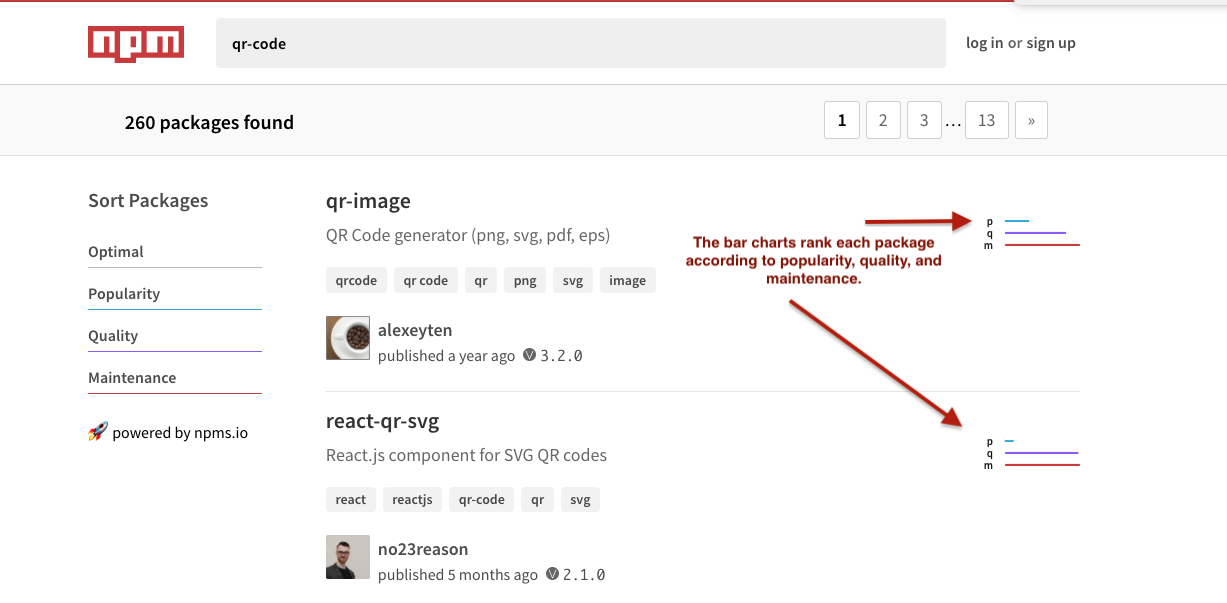 npm
qr-code
log in or sign up
260 packages found
1 2 3 ... 13 »
Sort Packages
Optimal
Popularity
Quality
Maintenance
powered by npms.io
qr-image
QR Code generator (png, svg, pdf, eps)
qrcode qr code qr png svg image
alexeyten
published a year ago V 3.2.0
p
q
m
The bar charts rank each package
according to popularity, quality, and
maintenance.
react-qr-svg
React.js component for SVG QR codes
react reactjs qr-code qr svg
no23reason
published 5 months ago V 2.1.0
p
q
m